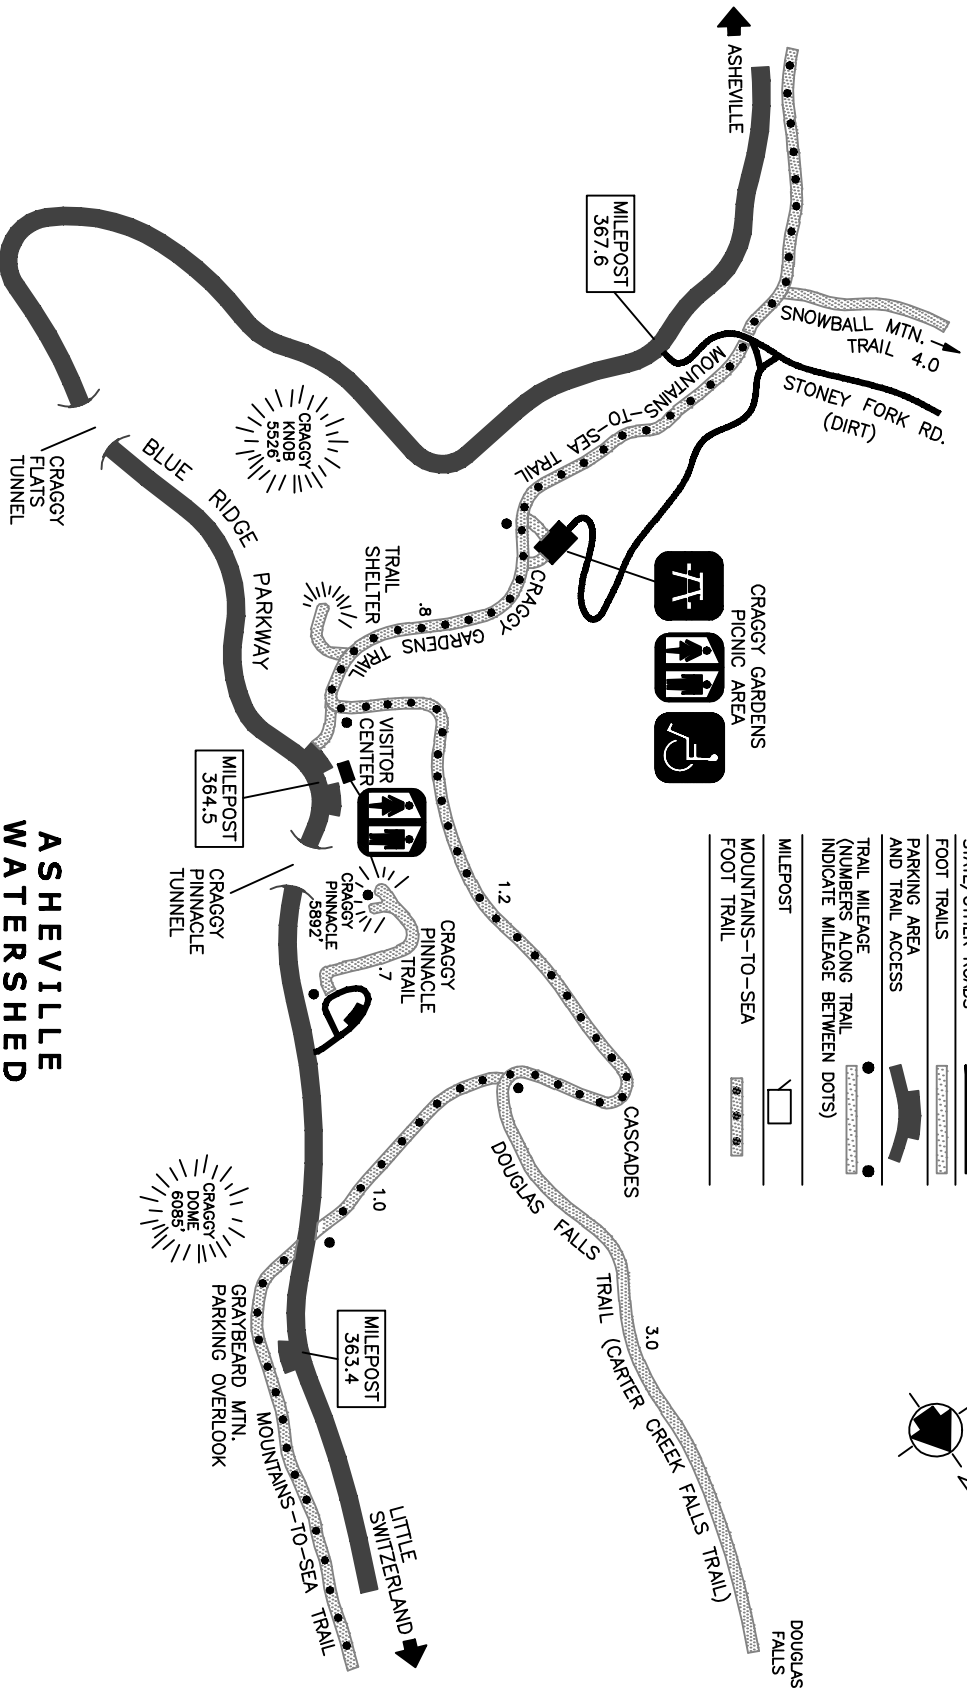 ASHEVILLE
SNOWBALL MTN.
TRAIL 4.0
STONEY FORK RD.
(DIRT)
MILEPOST
367.6
MOUNTAINS-TO-SEA TRAIL
CRAGGY GARDENS
PICNIC AREA
CRAGGY
KNOB
5526'
CRAGGY
FLATS
TUNNEL
BLUE RIDGE PARKWAY
TRAIL
SHELTER
.8
CRAGGY GARDENS TRAIL
VISITOR
CENTER
MILEPOST
364.5
CRAGGY
PINNACLE
TUNNEL
CRAGGY
PINNACLE
5892'
CRAGGY
PINNACLE
TRAIL
.7
1.2
CASCADES
DOUGLAS FALLS TRAIL (CARTER CREEK FALLS TRAIL)
3.0
DOUGLAS
FALLS
1.0
CRAGGY
DOME
6085'
GRAYBEARD MTN.
PARKING OVERLOOK
MILEPOST
363.4
MOUNTAINS-TO-SEA TRAIL
LITTLE
SWITZERLAND
ASHEVILLE
WATERSHED
FOOT TRAILS
PARKING AREA
AND TRAIL ACCESS
TRAIL MILEAGE
(NUMBERS ALONG TRAIL
INDICATE MILEAGE BETWEEN DOTS)
MILEPOST
MOUNTAINS-TO-SEA
FOOT TRAIL